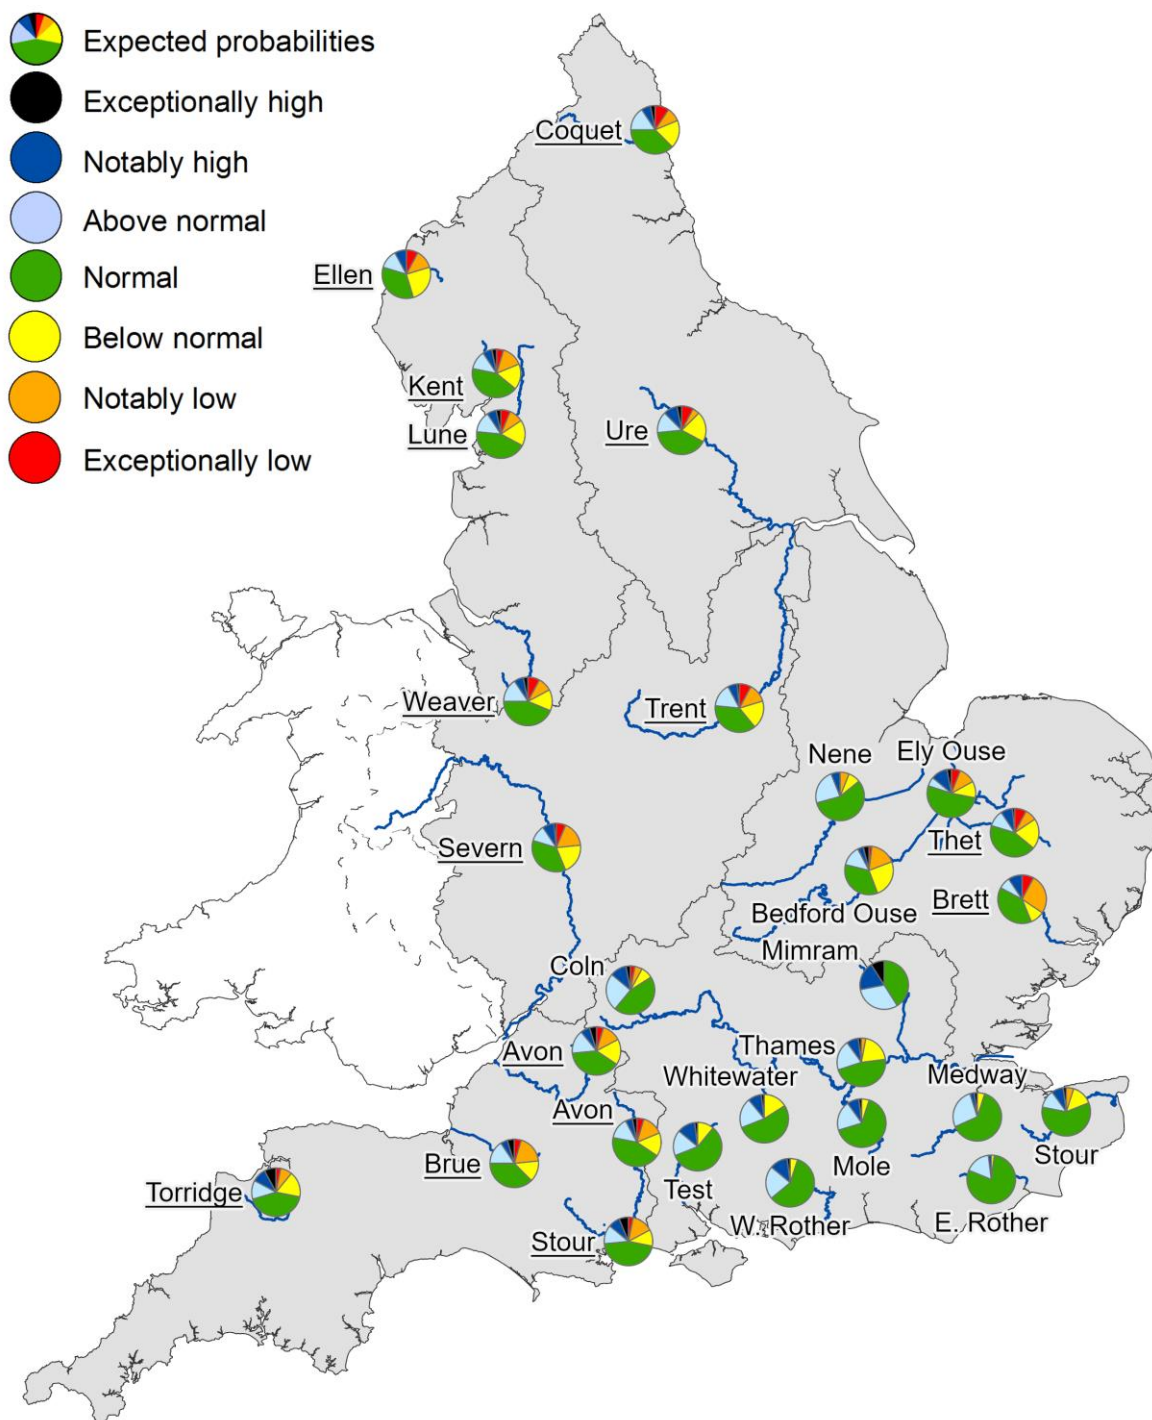 Expected probabilities
Exceptionally high
Notably high
Above normal
Normal
Below normal
Notably low
Exceptionally low
Coquet
Ellen
Kent
Lune
Ure
Weaver
Trent
Nene
Ely Ouse
Thet
Severn
Bedford Ouse
Brett
Mimram
Coln
Avon
Thames
Whitewater
Medway
Avon
Brue
Test
Mole
Stour
Torridge
Stour
W. Rother
E. Rother